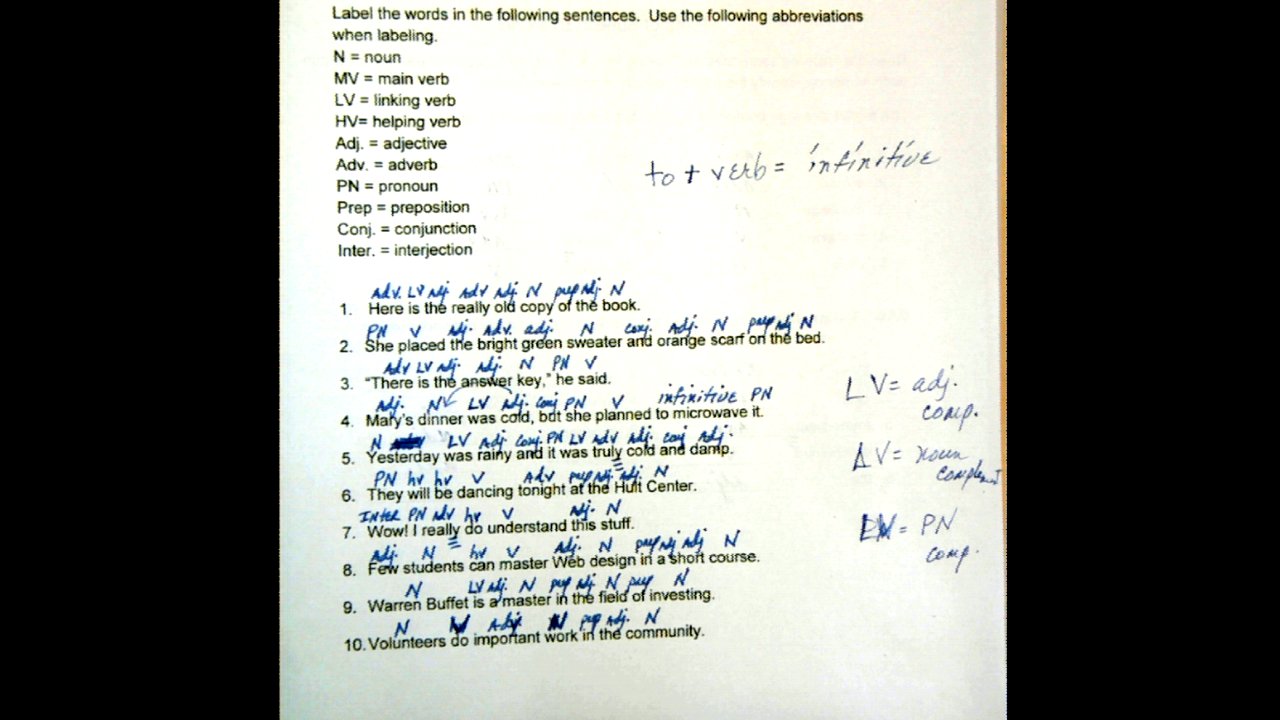 Label the words in the following sentences. Use the following abbreviations
when labeling.
N = noun
MV = main verb
LV = linking verb
HV= helping verb
Adj. = adjective
Adv. = adverb
PN = pronoun
to + verb = infinitive
Prep = preposition
Conj. = conjunction
Inter. = interjection
Adv. LV Adj. Adv Adj. N prep Adj. N
1. Here is the really old copy of the book.
PN V Adj. Adv. adj. N conj. Adj. N prep Adj N
2. She placed the bright green sweater and orange scarf on the bed.
Adv LV Adj. Adj. N PN V
3. "There is the answer key," he said.
Adj. N LV Adj. Conj PN V infinitive PN
4. Mary's dinner was cold, but she planned to microwave it.
LV = adj. comp.
N LV Adj Conj. PN LV Adv Adj. conj Adj.
5. Yesterday was rainy and it was truly cold and damp.
LV = noun complement
PN hv hv V Adv prep Adj. Adj. N
6. They will be dancing tonight at the Hult Center.
Inter PN adv hv V Adj. N
7. Wow! I really do understand this stuff.
LV = PN comp.
Adj. N hv V Adj. N prep Adj Adj N
8. Few students can master Web design in a short course.
N LV Adj. N prep Adj N prep N
9. Warren Buffet is a master in the field of investing.
N V Adj N prep Adj. N
10. Volunteers do important work in the community.